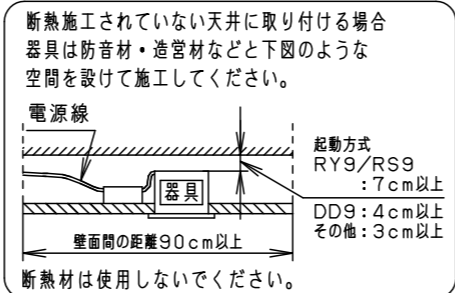 断熱施工されていない天井に取り付ける場合
器具は防音材・造営材などと下図のような
空間を設けて施工してください。
電源線
器具
起動方式
RY9/RS9
:7cm以上
DD9:4cm以上
その他:3cm以上
壁面間の距離90cm以上
断熱材は使用しないでください。